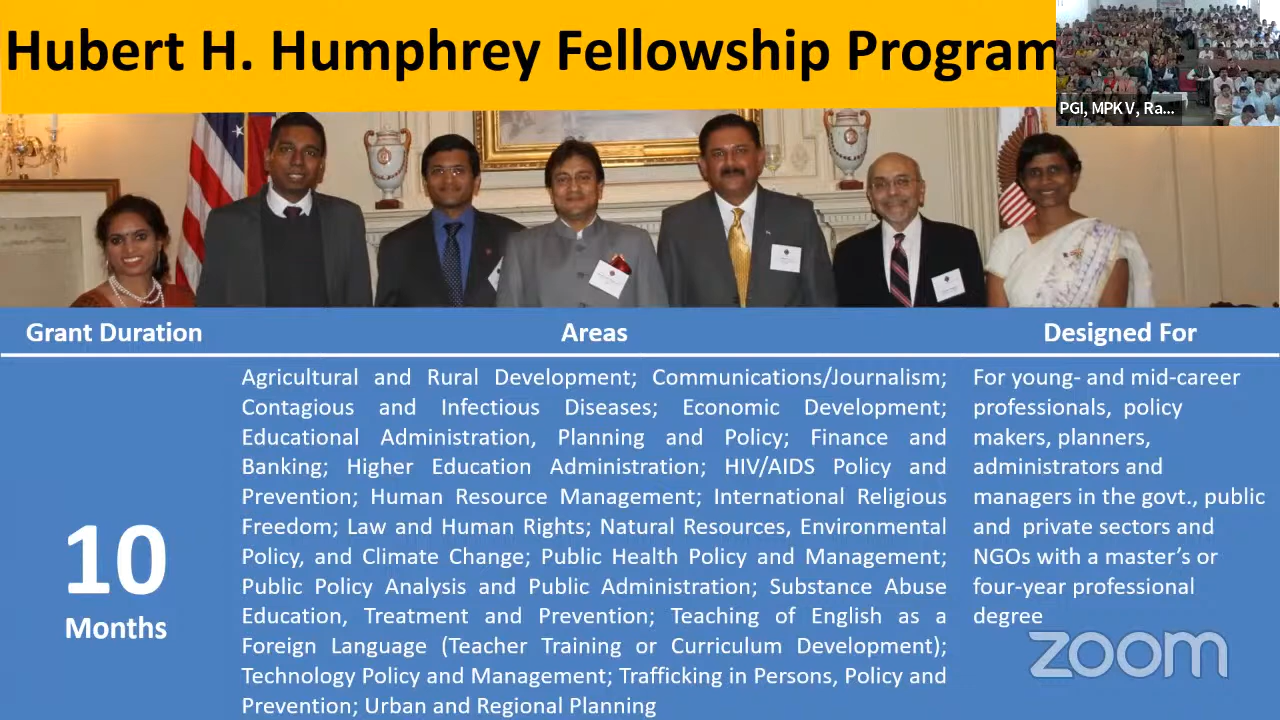 Hubert H. Humphrey Fellowship Program
PGI, MPKV, Ra...
Grant Duration
Areas
Designed For
10
Months
Agricultural and Rural Development; Communications/Journalism;
Contagious and Infectious Diseases; Economic Development;
Educational Administration, Planning and Policy; Finance and
Banking; Higher Education Administration; HIV/AIDS Policy and
Prevention; Human Resource Management; International Religious
Freedom; Law and Human Rights; Natural Resources, Environmental
Policy, and Climate Change; Public Health Policy and Management;
Public Policy Analysis and Public Administration; Substance Abuse
Education, Treatment and Prevention; Teaching of English as a
Foreign Language (Teacher Training or Curriculum Development);
Technology Policy and Management; Trafficking in Persons, Policy and
Prevention; Urban and Regional Planning
For young- and mid-career
professionals, policy
makers, planners,
administrators and
managers in the govt., public
and private sectors and
NGOs with a master's or
four-year professional
degree
zoom